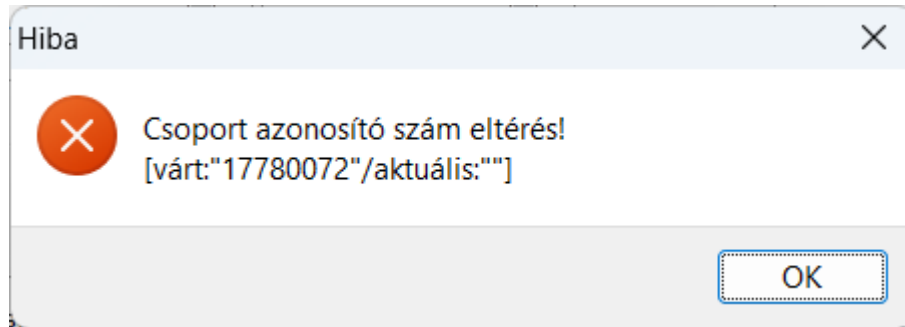 Hiba
Csoport azonosító szám eltérés!
[várt:"17780072"/aktuális:""]
OK